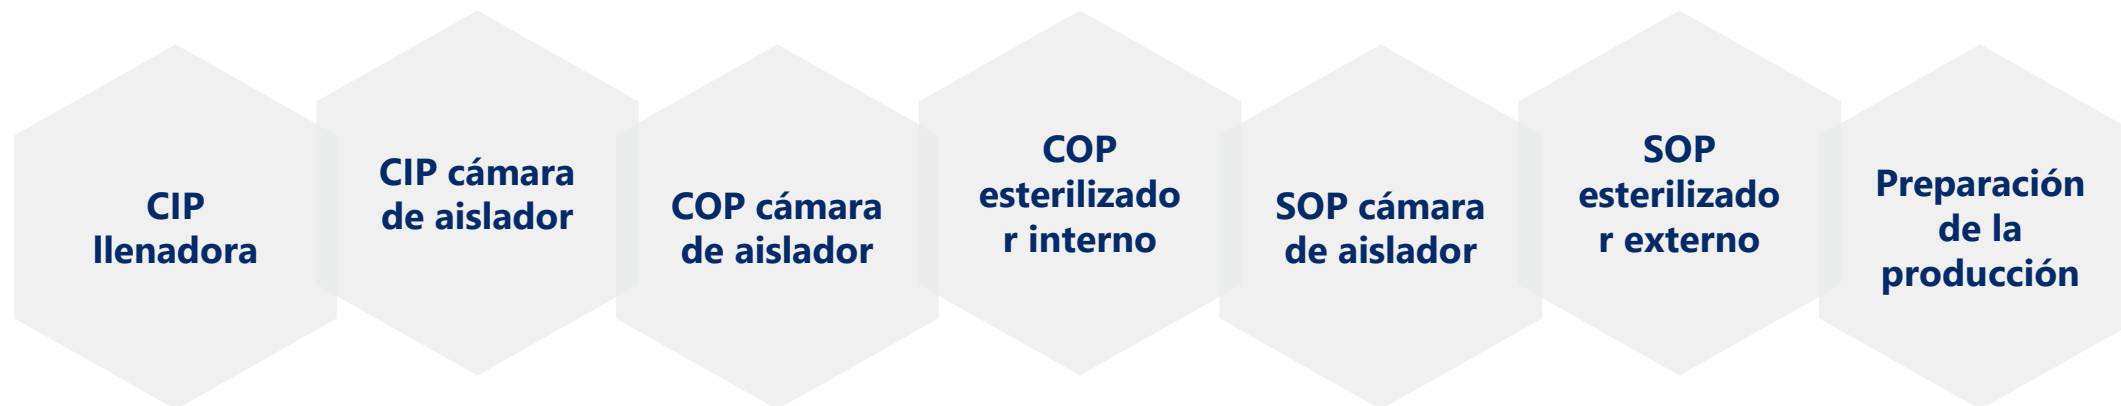 CIP
llenadora
CIP cámara
de aislador
COP cámara
de aislador
COP
esterilizado
r interno
SOP cámara
de aislador
SOP
esterilizado
r externo
Preparación
de la
producción